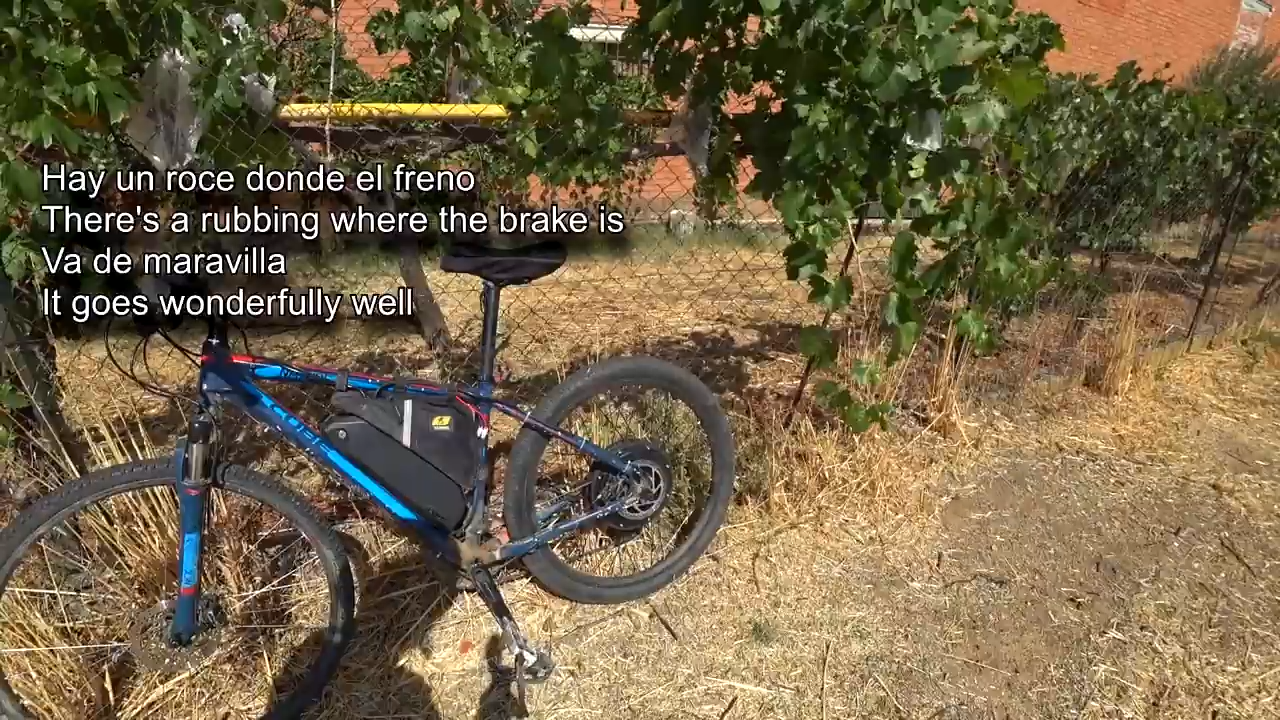 Hay un roce donde el freno
There's a rubbing where the brake is
Va de maravilla
It goes wonderfully well